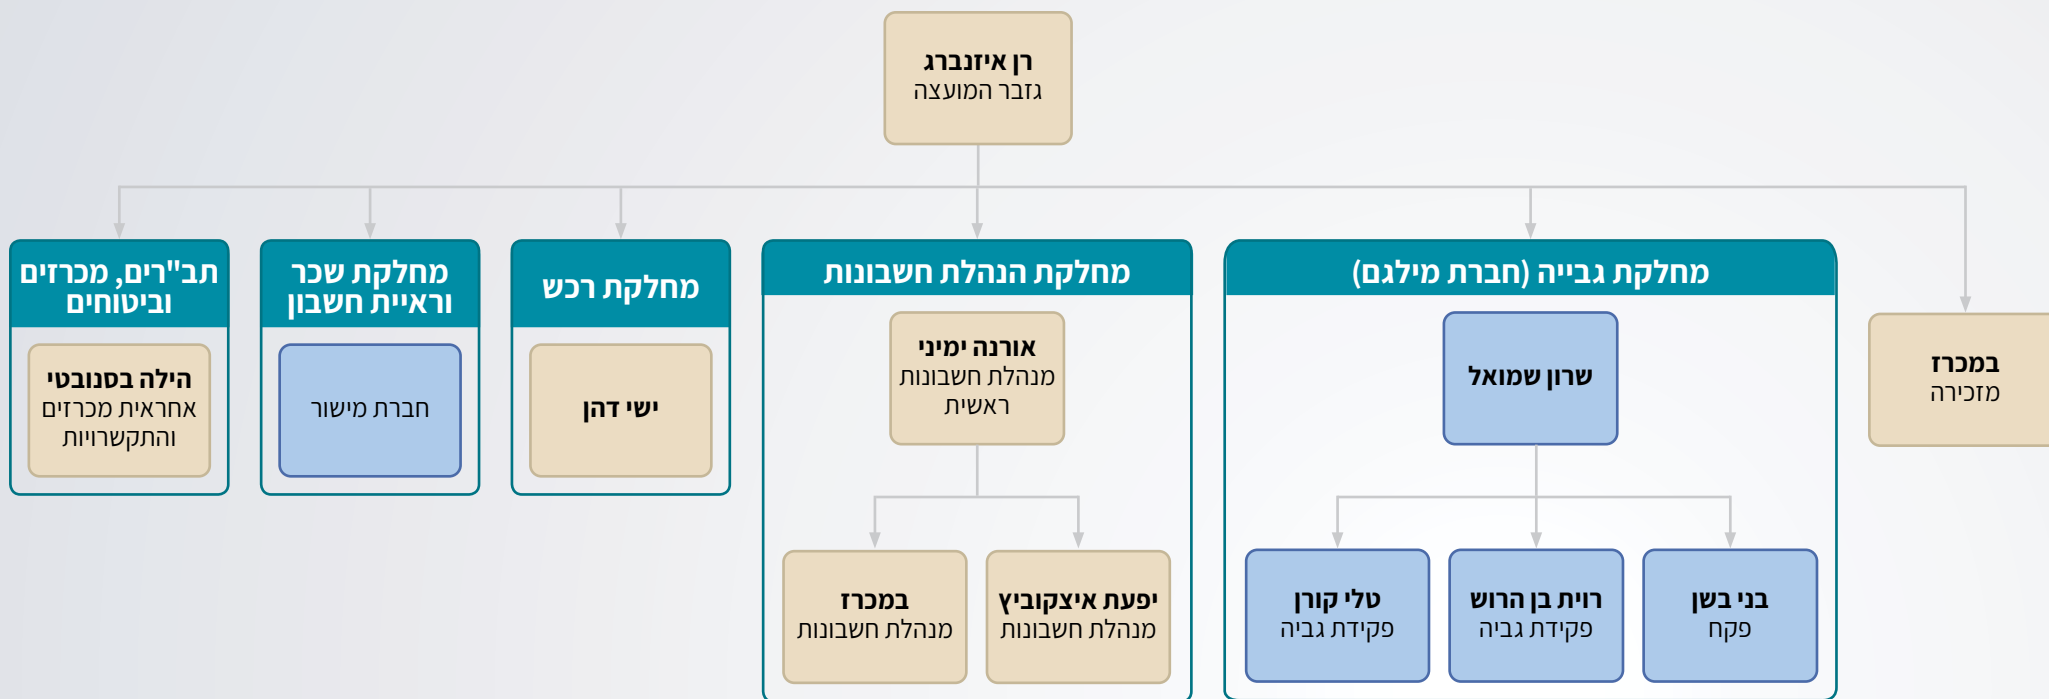 רן איזנברג
גזבר המועצה
במכרז
מזכירה
מחלקת גבייה (חברת מילגם)
שרון שמואל
בני בשן
פקח
רוית בן הרוש
פקידת גביה
טלי קורן
פקידת גביה
מחלקת הנהלת חשבונות
אורנה ימיני
מנהלת חשבונות
ראשית
יפעת איצקוביץ
מנהלת חשבונות
במכרז
מנהלת חשבונות
מחלקת רכש
ישי דהן
מחלקת שכר
וראיית חשבון
חברת מישור
תב"רים, מכרזים
וביטוחים
הילה בסנובטי
אחראית מכרזים
והתקשרויות